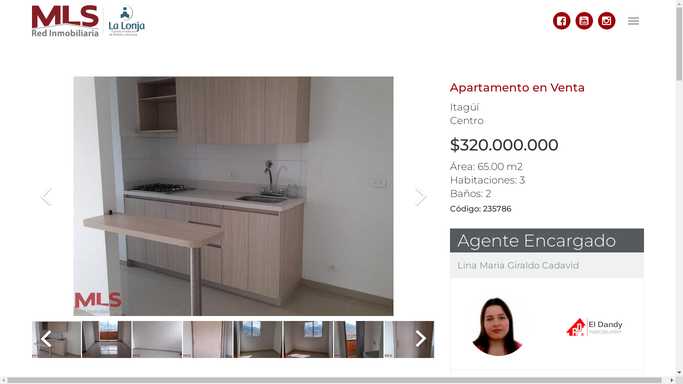 MLS
Red Inmobiliaria
La Lonja
Apartamento en Venta
Itagüí
Centro
$320.000.000
Área: 65.00 m2
Habitaciones: 3
Baños: 2
Código: 235786
Agente Encargado
Lina Maria Giraldo Cadavid
El Dandy
MLS